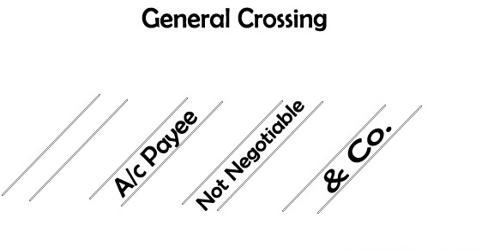 General Crossing
A/c Payee
Not Negotiable
& Co.